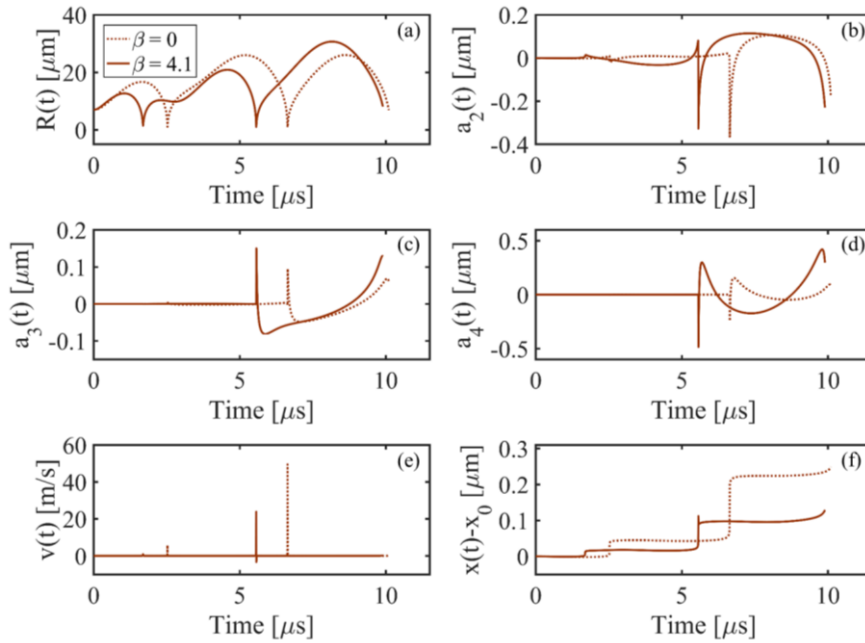 R(t) [μm]
40
20
0
β = 0
β = 4.1
(a)
0 5 10
Time [μs]
a₂(t) [μm]
0.2
0
-0.2
-0.4
(b)
0 5 10
Time [μs]
a₃(t) [μm]
0.2
0.1
0
-0.1
(c)
0 5 10
Time [μs]
a₄(t) [μm]
0.5
0
-0.5
(d)
0 5 10
Time [μs]
v(t) [m/s]
60
40
20
0
(e)
0 5 10
Time [μs]
x(t)-x₀ [μm]
0.3
0.2
0.1
0
(f)
0 5 10
Time [μs]